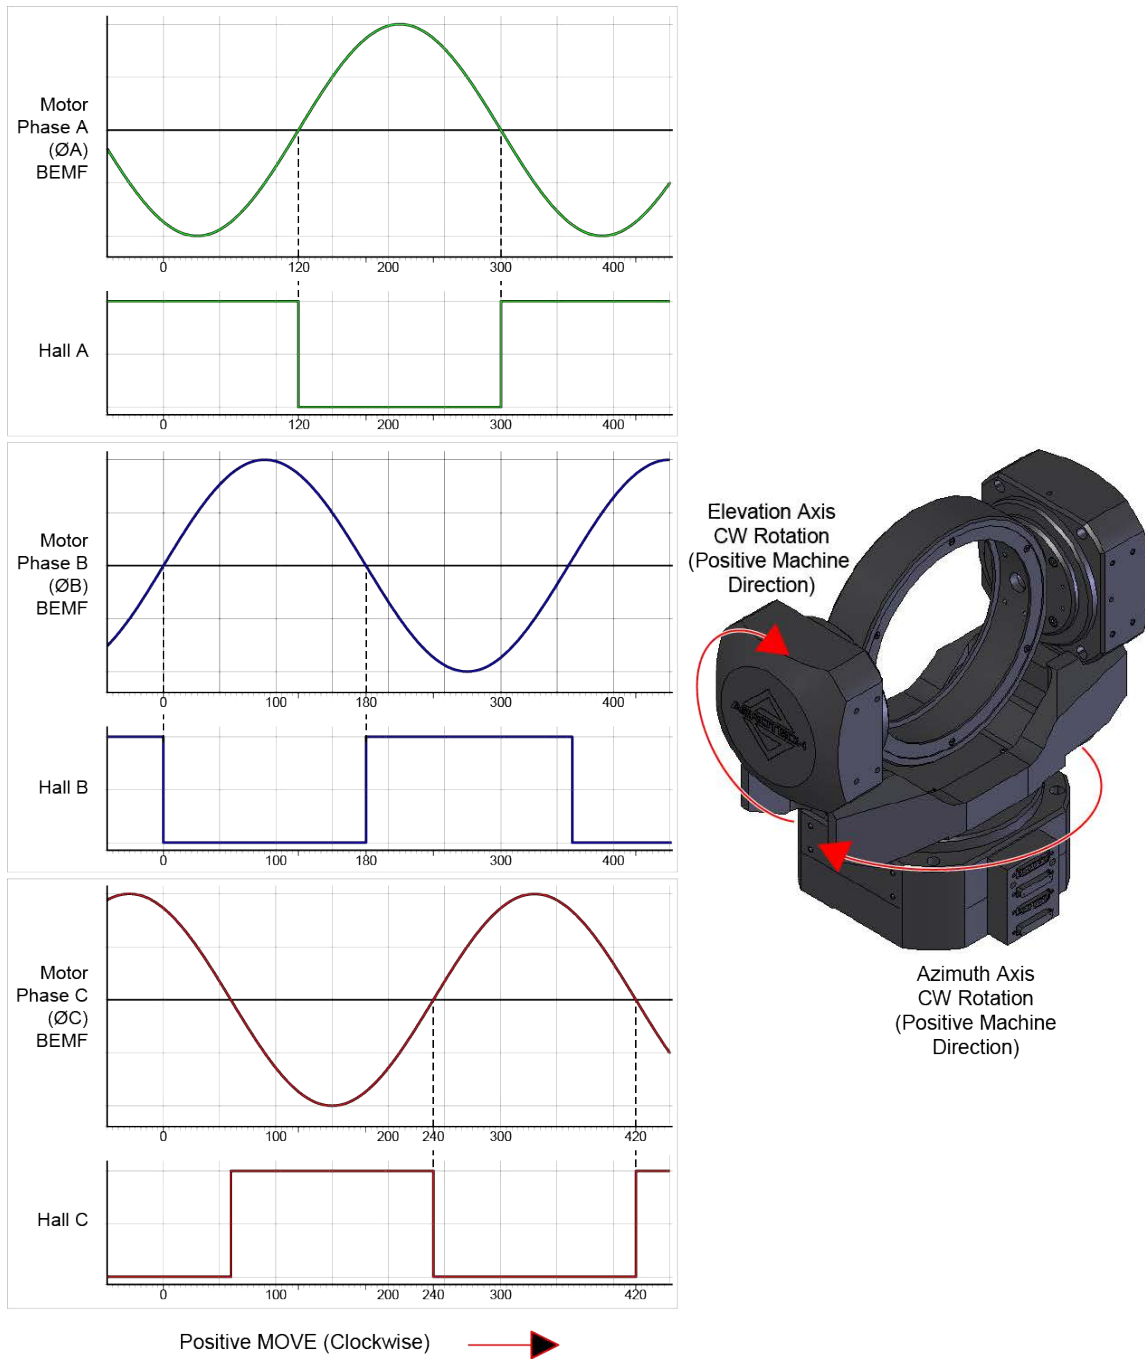 Motor
Phase A
(ØA)
BEMF
0 120 200 300 400
Hall A
0 120 200 300 400
Motor
Phase B
(ØB)
BEMF
0 100 180 300 400
Hall B
0 100 180 300 400
Motor
Phase C
(ØC)
BEMF
0 100 200 240 300 420
Hall C
0 100 200 240 300 420
Positive MOVE (Clockwise)
Elevation Axis
CW Rotation
(Positive Machine
Direction)
AEROTECH
Azimuth Axis
CW Rotation
(Positive Machine
Direction)